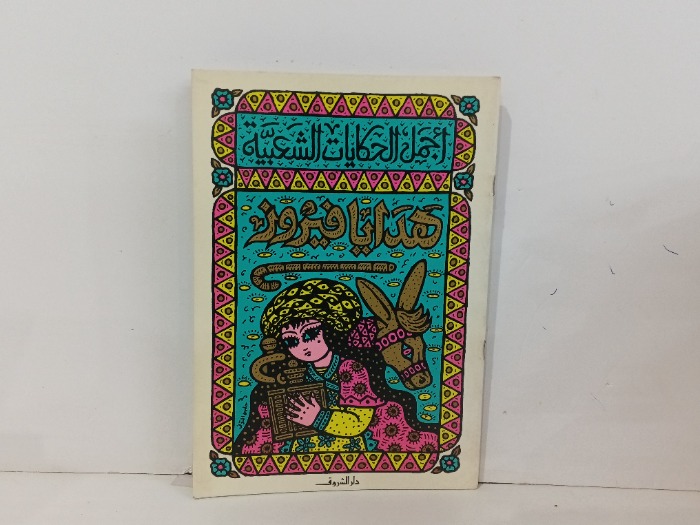 أجمل الحكايات الشعبية
هدايا فيروز
دار الشروق